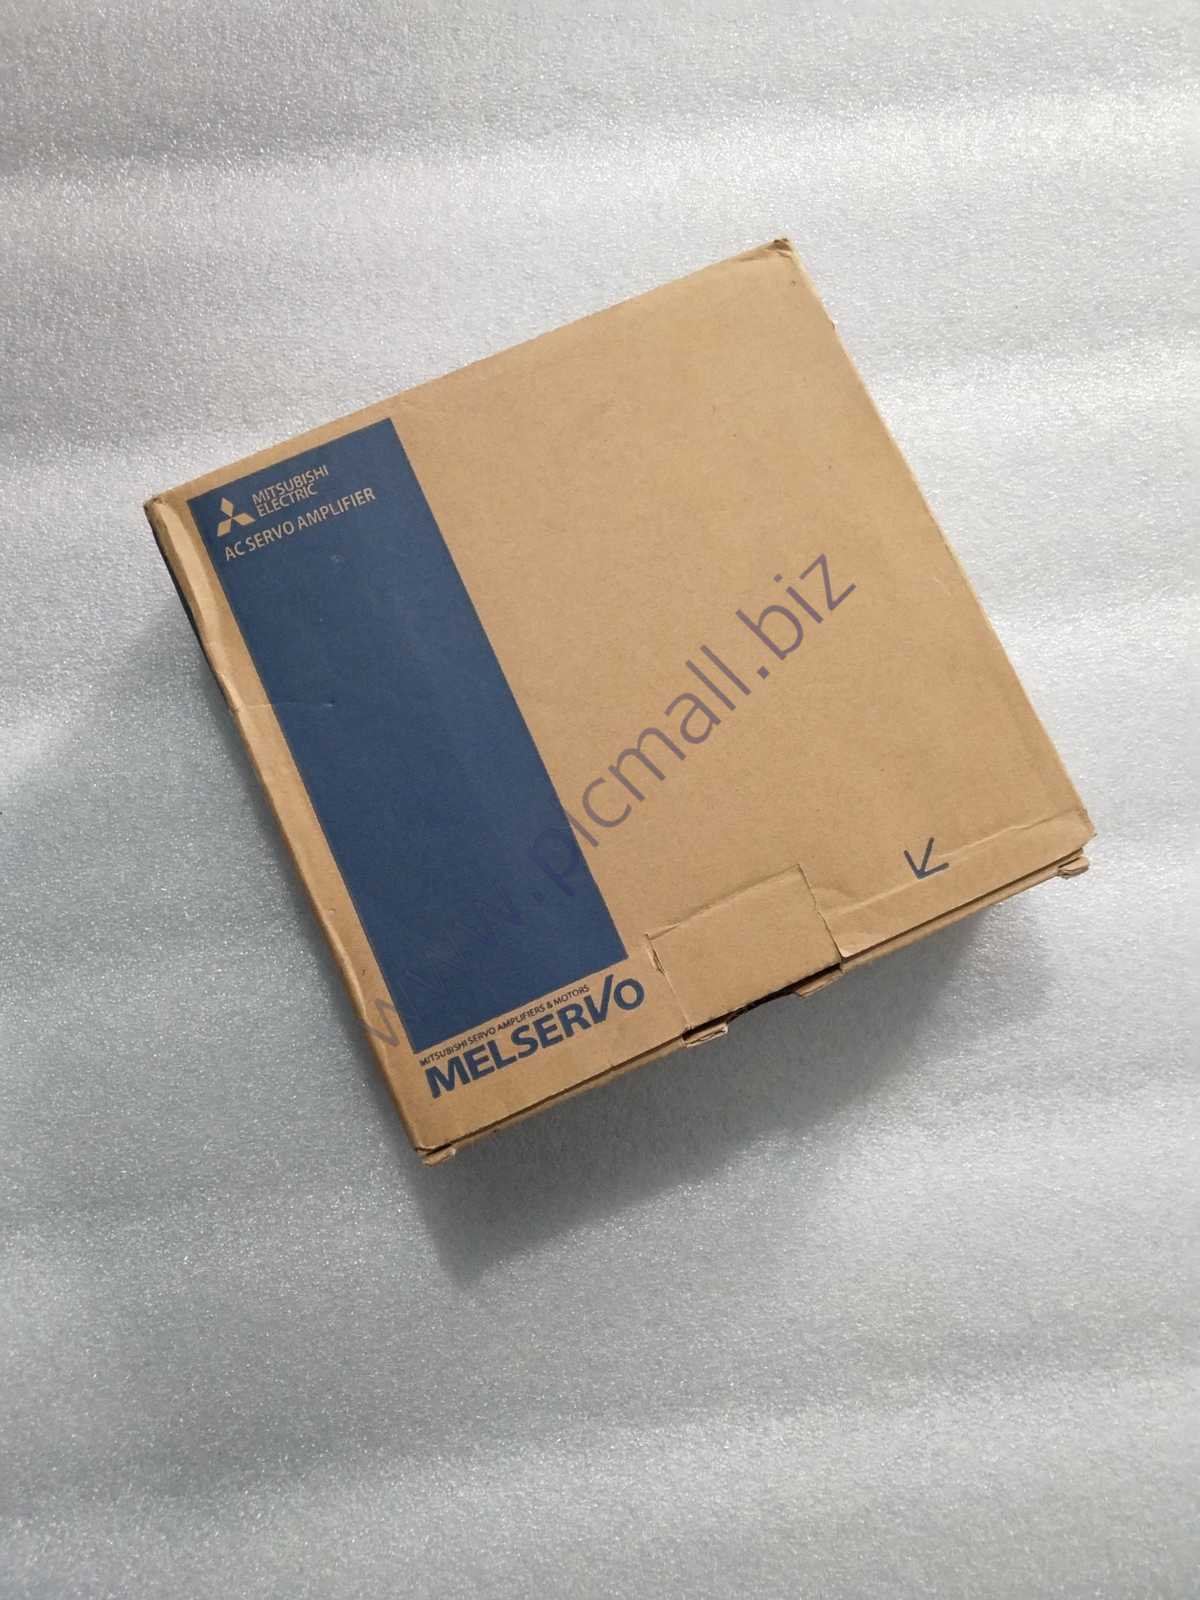 MITSUBISHI
ELECTRIC
AC SERVO AMPLIFIER
www.plcmall.biz
MITSUBISHI SERVO AMPLIFIERS & MOTORS
MELSERVO